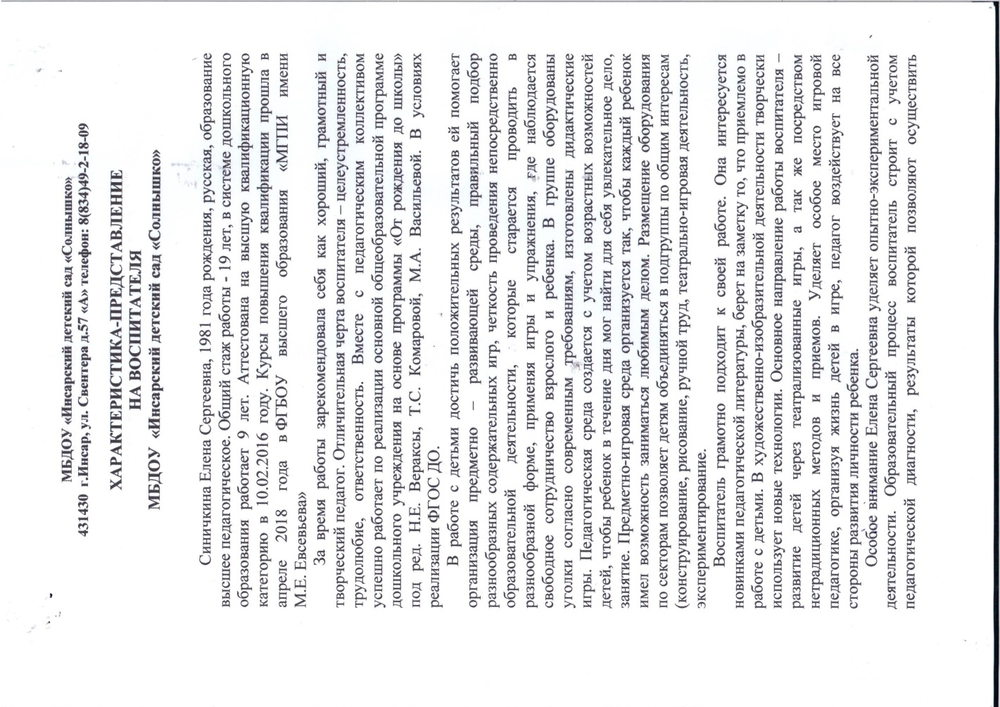 МБДОУ «Инсарский детский сад «Солнышко»
431430 г.Инсар, ул. Свентера д.57 «А» телефон: 8(834)49-2-18-09
ХАРАКТЕРИСТИКА-ПРЕДСТАВЛЕНИЕ
НА ВОСПИТАТЕЛЯ
МБДОУ «Инсарский детский сад «Солнышко»
Синичкина Елена Сергеевна, 1981 года рождения, русская, образование
высшее педагогическое. Общий стаж работы - 19 лет, в системе дошкольного
образования работает 9 лет. Аттестована на высшую квалификационную
категорию в 10.02.2016 году. Курсы повышения квалификации прошла в
апреле 2018 года в ФГБОУ высшего образования «МГПИ имени
М.Е. Евсевьева»
За время работы зарекомендовала себя как хороший, грамотный и
творческий педагог. Отличительная черта воспитателя – целеустремленность,
трудолюбие, ответственность. Вместе с педагогическим коллективом
успешно работает по реализации основной общеобразовательной программе
дошкольного учреждения на основе программы «От рождения до школы»
под ред. Н.Е. Вераксы, Т.С. Комаровой, М.А. Васильевой. В условиях
реализации ФГОС ДО.
В работе с детьми достичь положительных результатов ей помогает
организация предметно – развивающей среды, правильный подбор
разнообразных содержательных игр, четкость проведения непосредственно
образовательной деятельности, которые старается проводить в
разнообразной форме, применяя игры и упражнения, где наблюдается
свободное сотрудничество взрослого и ребенка. В группе оборудованы
уголки согласно современным требованиям, изготовлены дидактические
игры. Педагогическая среда создается с учетом возрастных возможностей
детей, чтобы ребенок в течение дня мог найти для себя увлекательное дело,
занятие. Предметно-игровая среда организуется так, чтобы каждый ребенок
имел возможность заниматься любимым делом. Размещение оборудования
по секторам позволяет детям объединяться в подгруппы по общим интересам
(конструирование, рисование, ручной труд, театрально-игровая деятельность,
экспериментирование.
Воспитатель грамотно подходит к своей работе. Она интересуется
новинками педагогической литературы, берет на заметку то, что приемлемо в
работе с детьми. В художественно-изобразительной деятельности творчески
использует новые технологии. Основное направление работы воспитателя –
развитие детей через театрализованные игры, а так же посредством
нетрадиционных методов и приемов. Уделяет особое место игровой
педагогике, организуя жизнь детей в игре, педагог воздействует на все
стороны развития личности ребенка.
Особое внимание Елена Сергеевна уделяет опытно-экспериментальной
деятельности. Образовательный процесс воспитатель строит с учетом
педагогической диагности, результаты которой позволяют осуществить